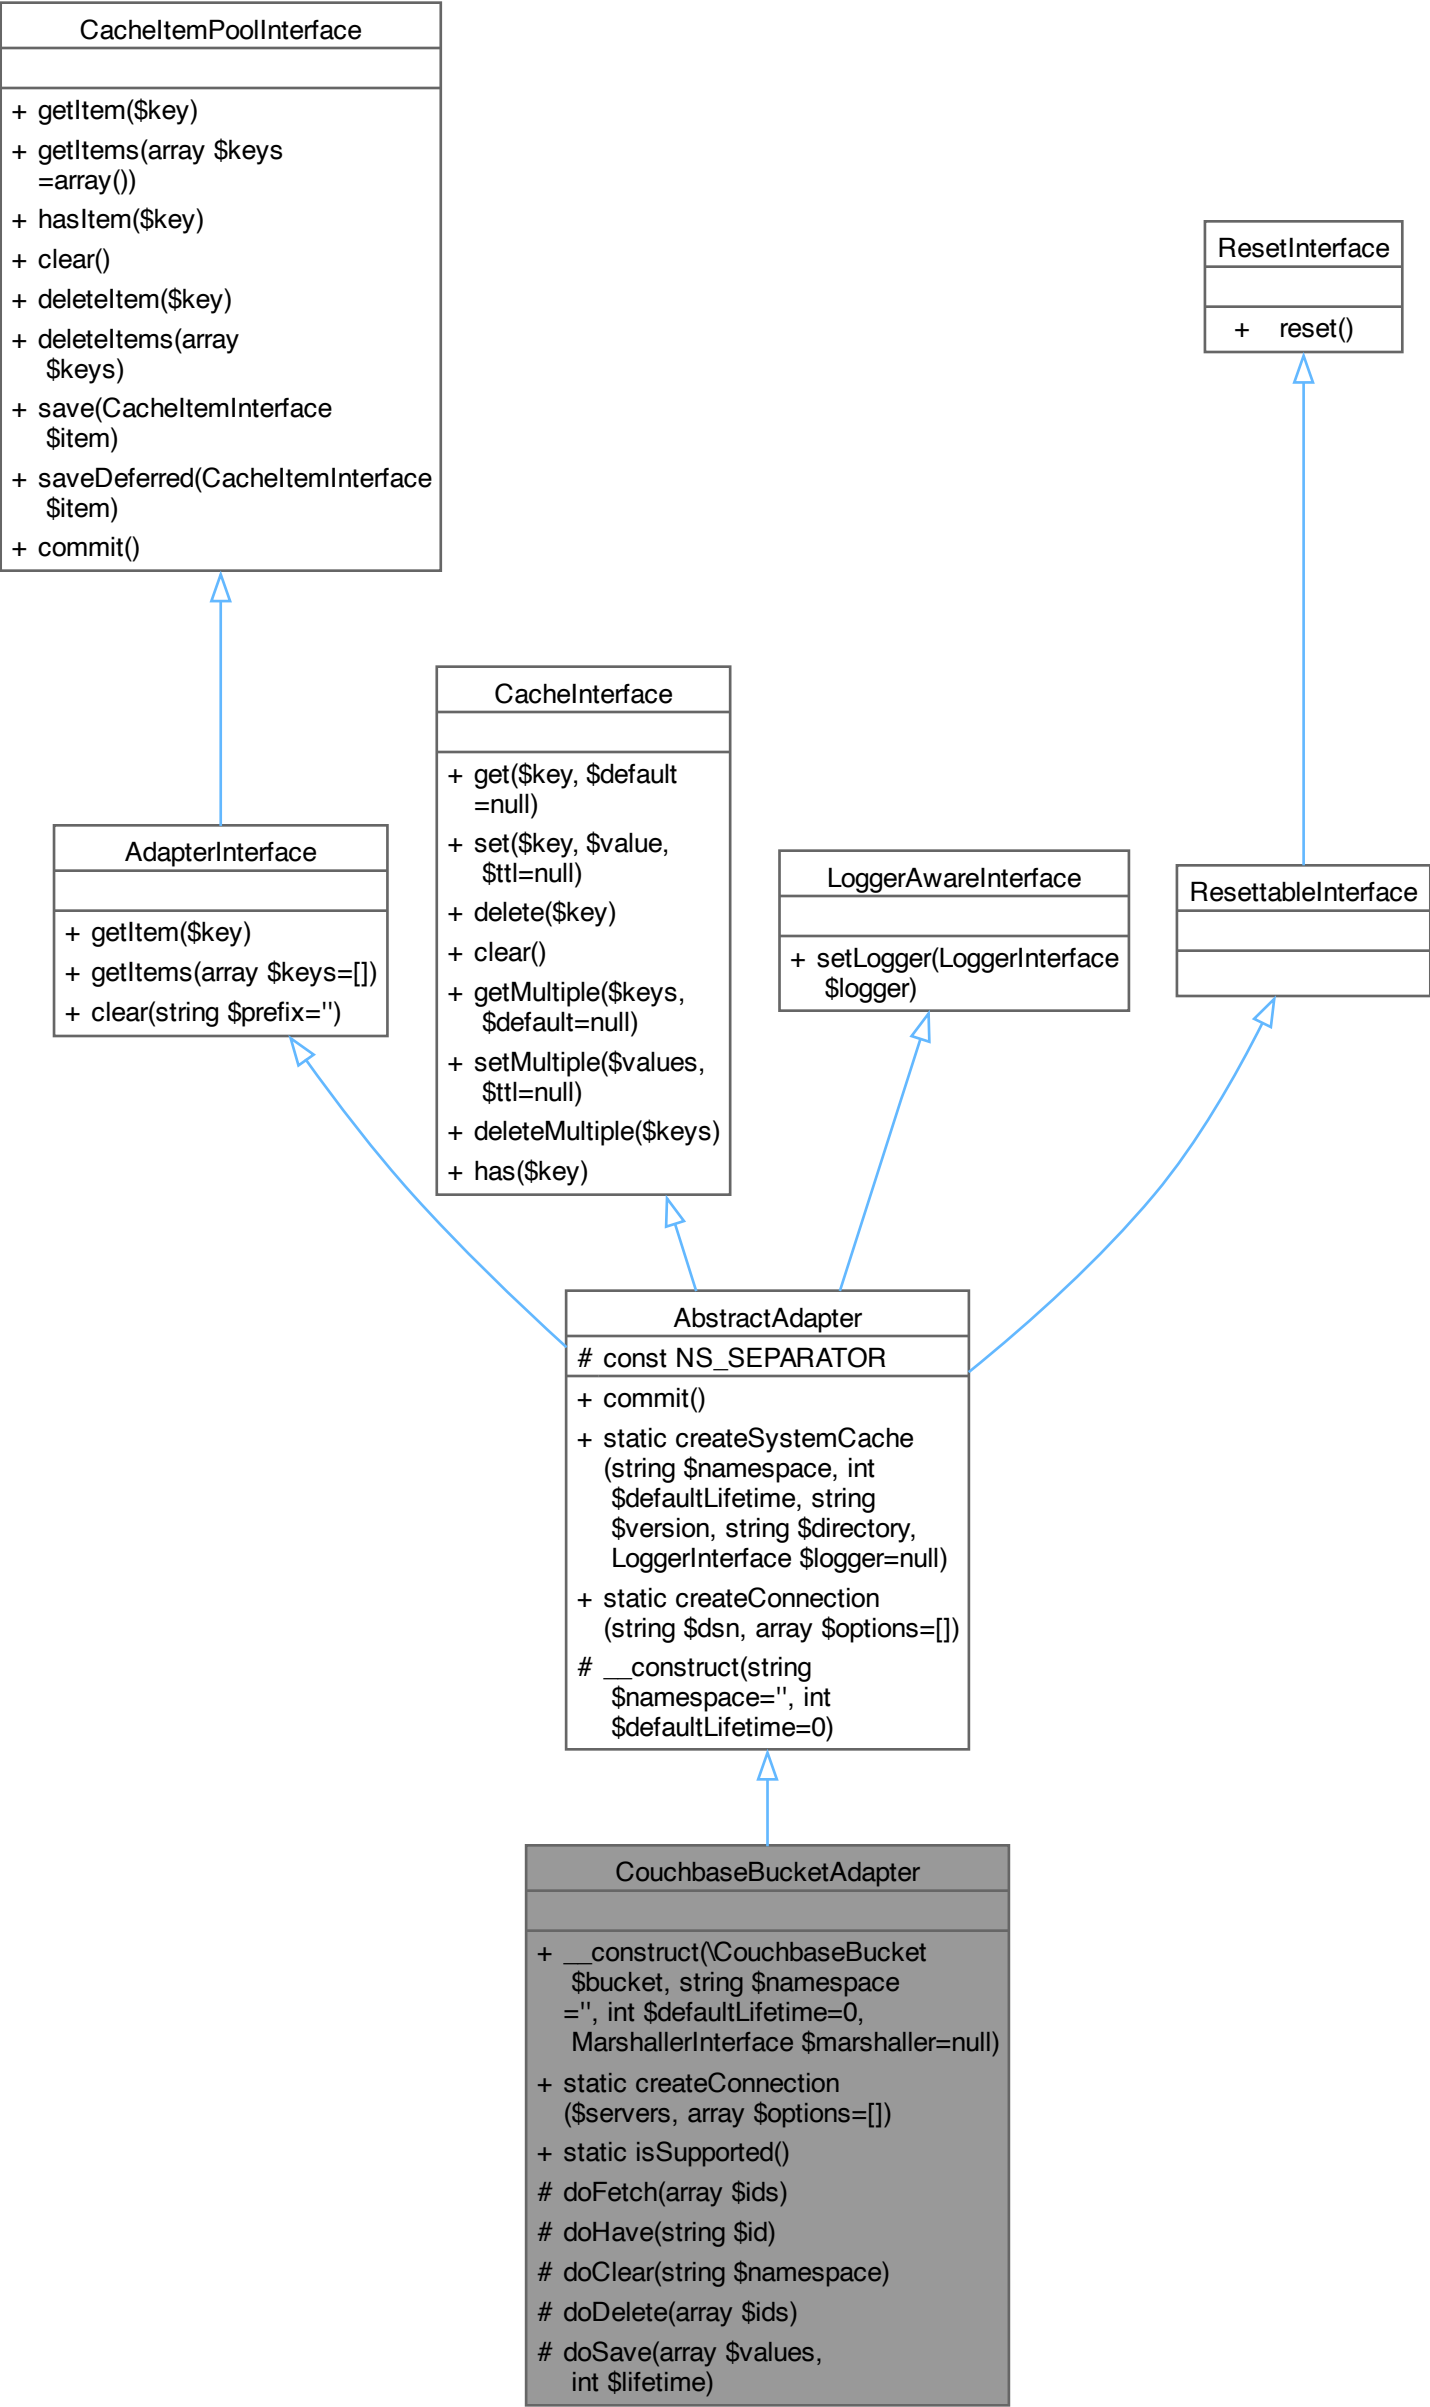 CacheItemPoolInterface
+ getItem($key)
+ getItems(array $keys
=array())
+ hasItem($key)
+ clear()
+ deleteItem($key)
+ deleteItems(array
$keys)
+ save(CacheItemInterface
$item)
+ saveDeferred(CacheItemInterface
$item)
+ commit()
ResetInterface
+ reset()
CacheInterface
+ get($key, $default
=null)
+ set($key, $value,
$ttl=null)
+ delete($key)
+ clear()
+ getMultiple($keys,
$default=null)
+ setMultiple($values,
$ttl=null)
+ deleteMultiple($keys)
+ has($key)
AdapterInterface
+ getItem($key)
+ getItems(array $keys=[])
+ clear(string $prefix='')
LoggerAwareInterface
+ setLogger(LoggerInterface
$logger)
ResettableInterface
AbstractAdapter
# const NS_SEPARATOR
+ commit()
+ static createSystemCache
(string $namespace, int
$defaultLifetime, string
$version, string $directory,
LoggerInterface $logger=null)
+ static createConnection
(string $dsn, array $options=[])
# __construct(string
$namespace='', int
$defaultLifetime=0)
CouchbaseBucketAdapter
+ __construct(\CouchbaseBucket
$bucket, string $namespace
='', int $defaultLifetime=0,
MarshallerInterface $marshaller=null)
+ static createConnection
($servers, array $options=[])
+ static isSupported()
# doFetch(array $ids)
# doHave(string $id)
# doClear(string $namespace)
# doDelete(array $ids)
# doSave(array $values,
int $lifetime)